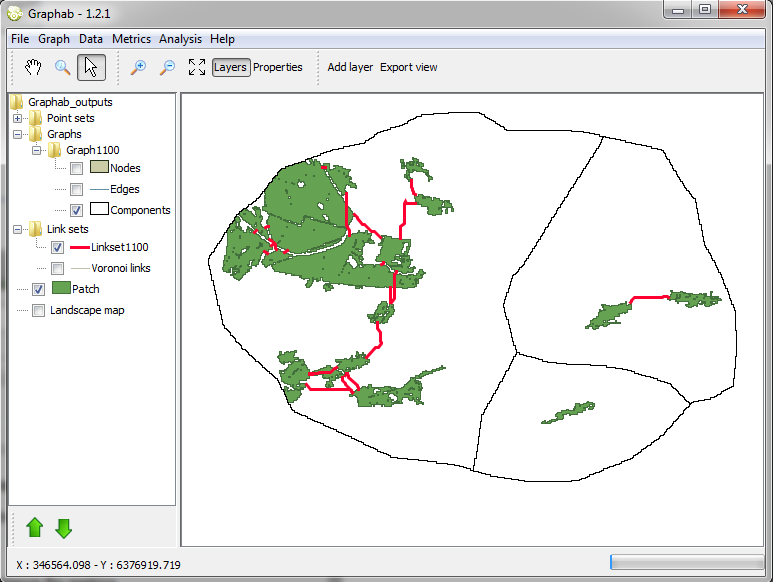 Graphab - 1.2.1
File Graph Data Metrics Analysis Help
Layers Properties Add layer Export view
Graphab_outputs
Point sets
Graphs
Graph1100
Nodes
Edges
Components
Link sets
Linkset1100
Voronoi links
Patch
Landscape map
X : 346564.098 - Y : 6376919.719